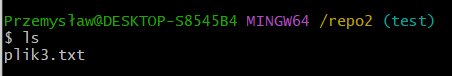 Przemysław@DESKTOP-S8545B4 MINGW64 /repo2 (test)
$ ls
plik3.txt